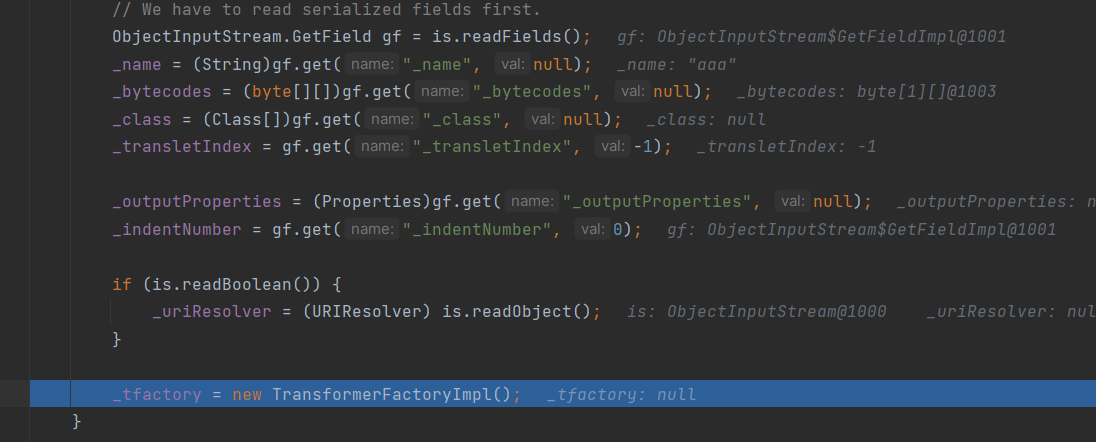 // We have to read serialized fields first.
ObjectInputStream.GetField gf = is.readFields(); gf: ObjectInputStream$GetFieldImpl@1001
_name = (String)gf.get( name: "_name", val: null); _name: "aaa"
_bytecodes = (byte[][])gf.get( name: "_bytecodes", val: null); _bytecodes: byte[1][]@1003
_class = (Class[])gf.get( name: "_class", val: null); _class: null
_transletIndex = gf.get( name: "_transletIndex", val: -1); _transletIndex: -1
_outputProperties = (Properties)gf.get( name: "_outputProperties", val: null); _outputProperties: n
_indentNumber = gf.get( name: "_indentNumber", val: 0); gf: ObjectInputStream$GetFieldImpl@1001
if (is.readBoolean()) {
_uriResolver = (URIResolver) is.readObject(); is: ObjectInputStream@1000 _uriResolver: nul
}
_tfactory = new TransformerFactoryImpl(); _tfactory: null
}